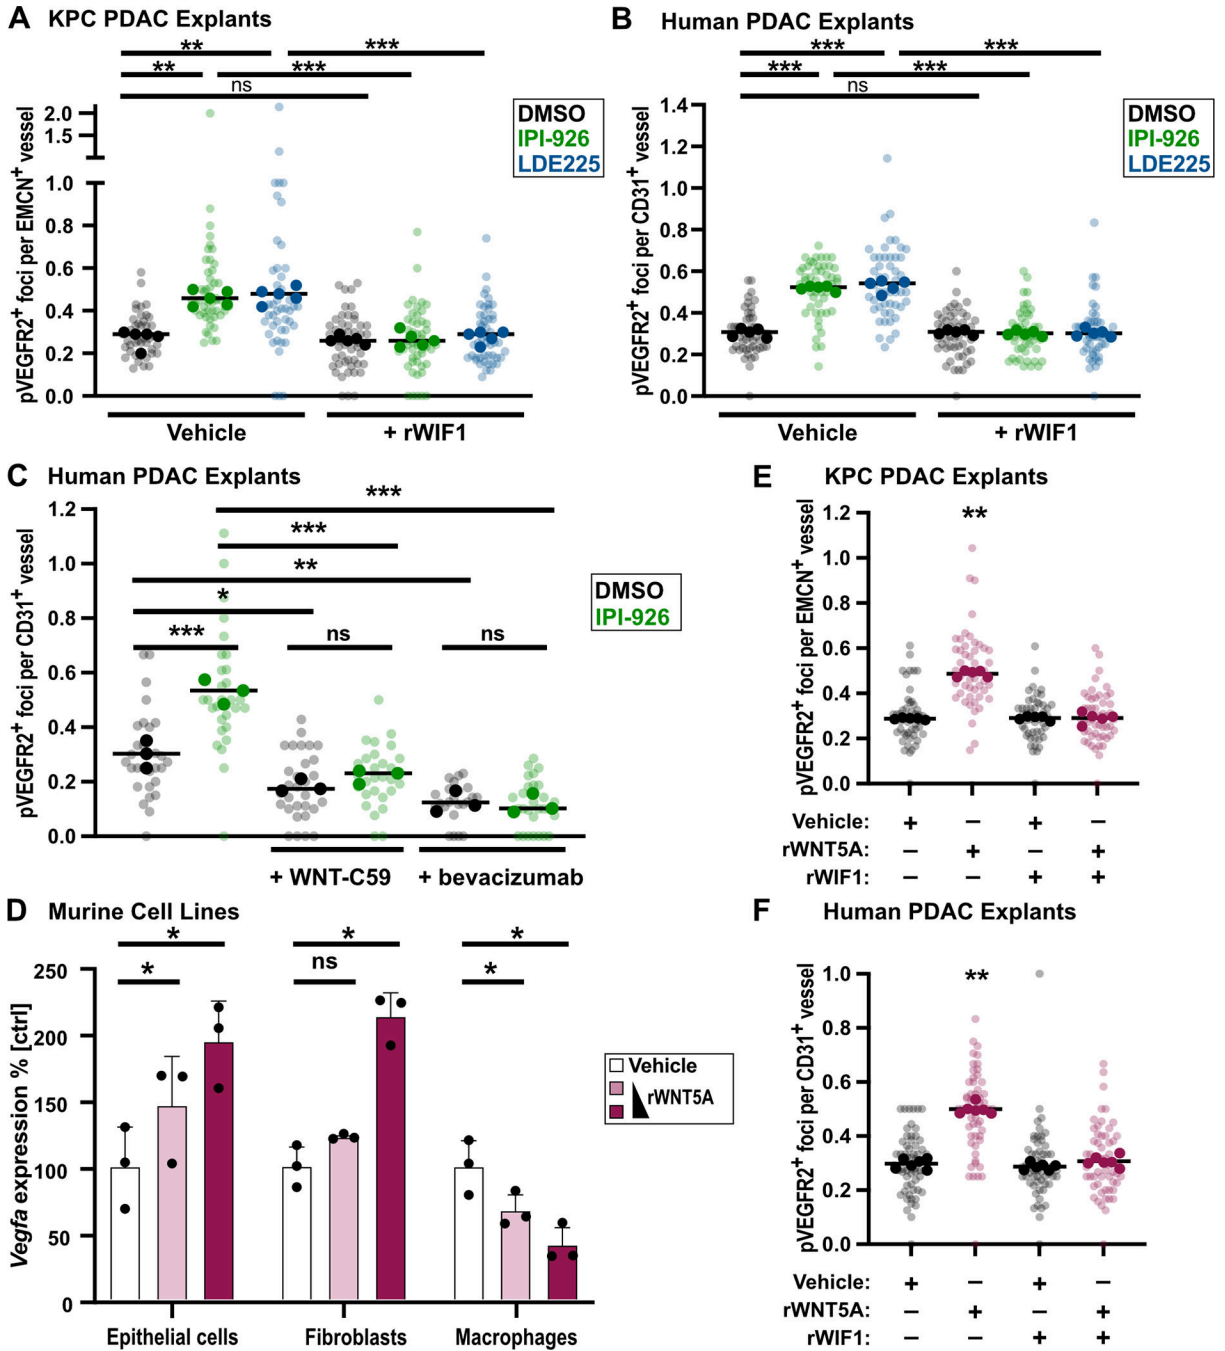 A KPC PDAC Explants
** ***
** ***
ns
pVEGFR2+ foci per EMCN+ vessel
2.0
1.5
1.0
0.8
0.6
0.4
0.2
0.0
DMSO
IPI-926
LDE225
Vehicle + rWIF1
B Human PDAC Explants
*** ***
*** ***
ns
pVEGFR2+ foci per CD31+ vessel
1.4
1.2
1.0
0.8
0.6
0.4
0.2
0.0
DMSO
IPI-926
LDE225
Vehicle + rWIF1
C Human PDAC Explants
***
***
**
*
*** ns ns
pVEGFR2+ foci per CD31+ vessel
1.2
1.0
0.8
0.6
0.4
0.2
0.0
DMSO
IPI-926
+ WNT-C59 + bevacizumab
D Murine Cell Lines
* * *
* ns *
Vegfa expression % [ctrl]
250
200
150
100
50
0
Vehicle
rWNT5A
Epithelial cells Fibroblasts Macrophages
E KPC PDAC Explants
**
pVEGFR2+ foci per EMCN+ vessel
1.2
1.0
0.8
0.6
0.4
0.2
0.0
Vehicle: + – + –
rWNT5A: – + – +
rWIF1: – – + +
F Human PDAC Explants
**
pVEGFR2+ foci per CD31+ vessel
1.0
0.8
0.6
0.4
0.2
0.0
Vehicle: + – + –
rWNT5A: – + – +
rWIF1: – – + +